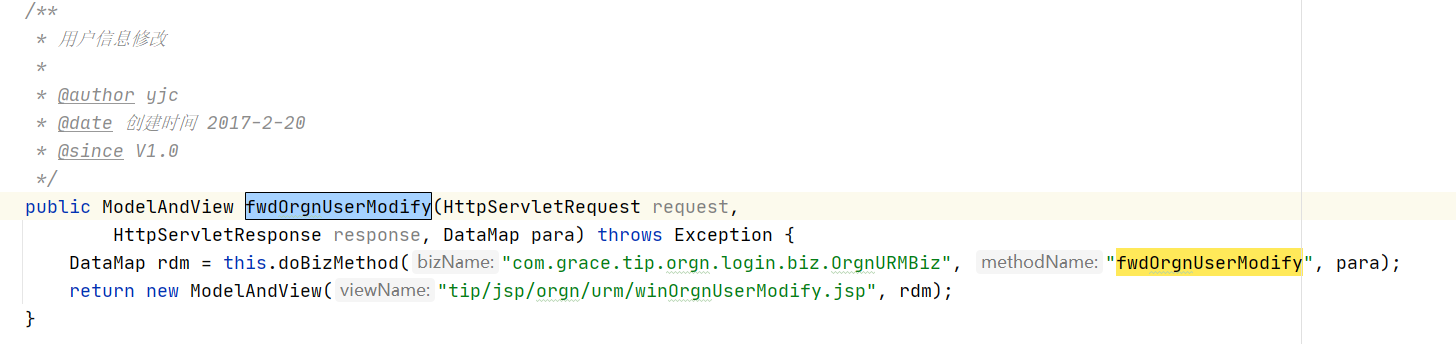 /**
 * 用户信息修改
 *
 * @author yjc
 * @date 创建时间 2017-2-20
 * @since V1.0
 */
public ModelAndView fwdOrgnUserModify(HttpServletRequest request,
        HttpServletResponse response, DataMap para) throws Exception {
    DataMap rdm = this.doBizMethod( bizName: "com.grace.tip.orgn.login.biz.OrgnURMBiz", methodName: "fwdOrgnUserModify", para);
    return new ModelAndView( viewName: "tip/jsp/orgn/urm/winOrgnUserModify.jsp", rdm);
}